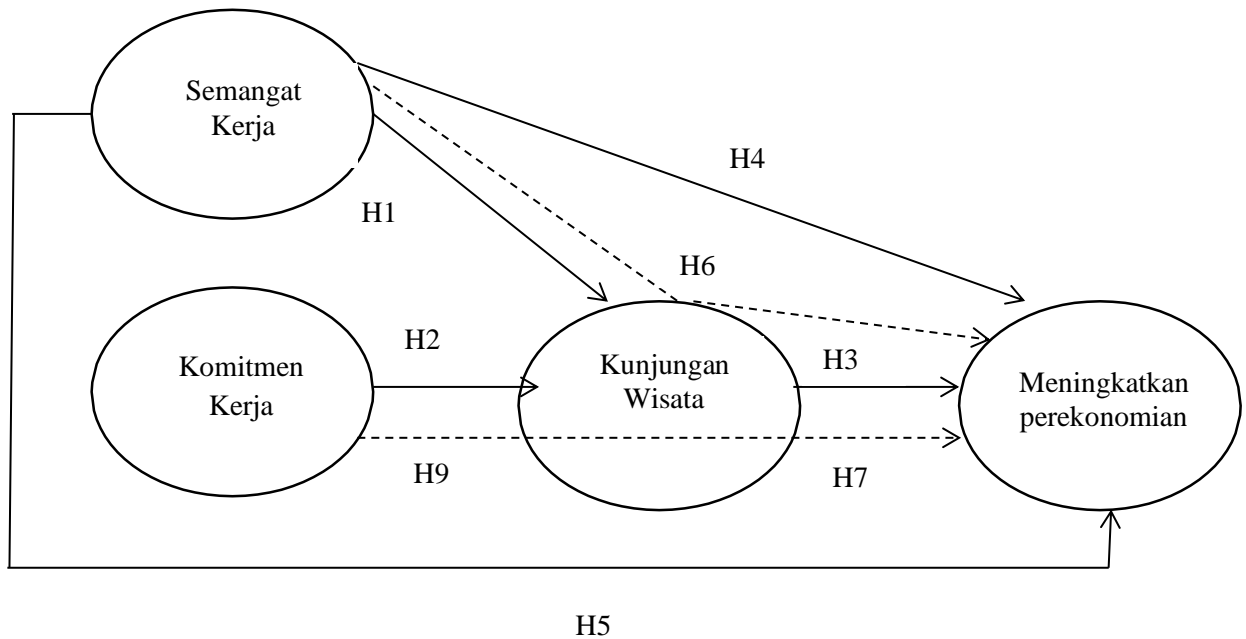 Semangat
Kerja
H4
H1
H6
H2
H3
Komitmen
Kerja
Kunjungan
Wisata
Meningkatkan
perekonomian
H9
H7
H5